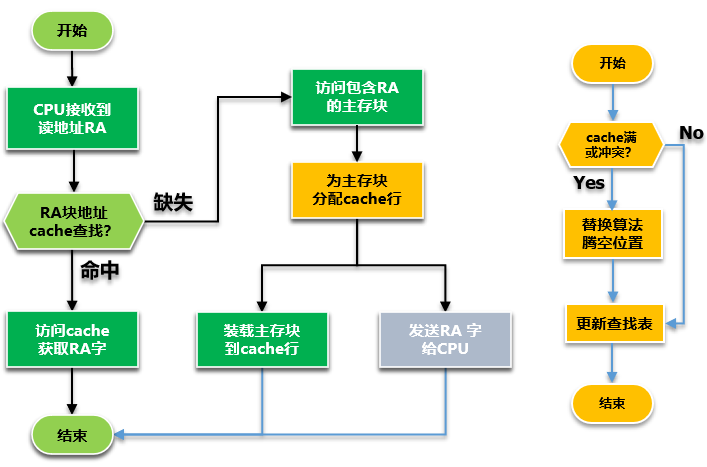 开始
CPU接收到
读地址RA
RA块地址
cache查找?
缺失
命中
访问cache
获取RA字
结束
访问包含RA
的主存块
为主存块
分配cache行
装载主存块
到cache行
发送RA 字
给CPU
开始
cache满
或冲突?
No
Yes
替换算法
腾空位置
更新查找表
结束